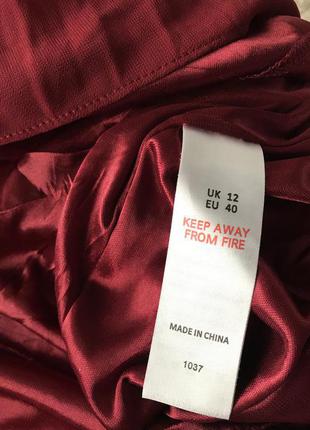 UK 12
EU 40
KEEP AWAY
FROM FIRE
MADE IN CHINA
1037